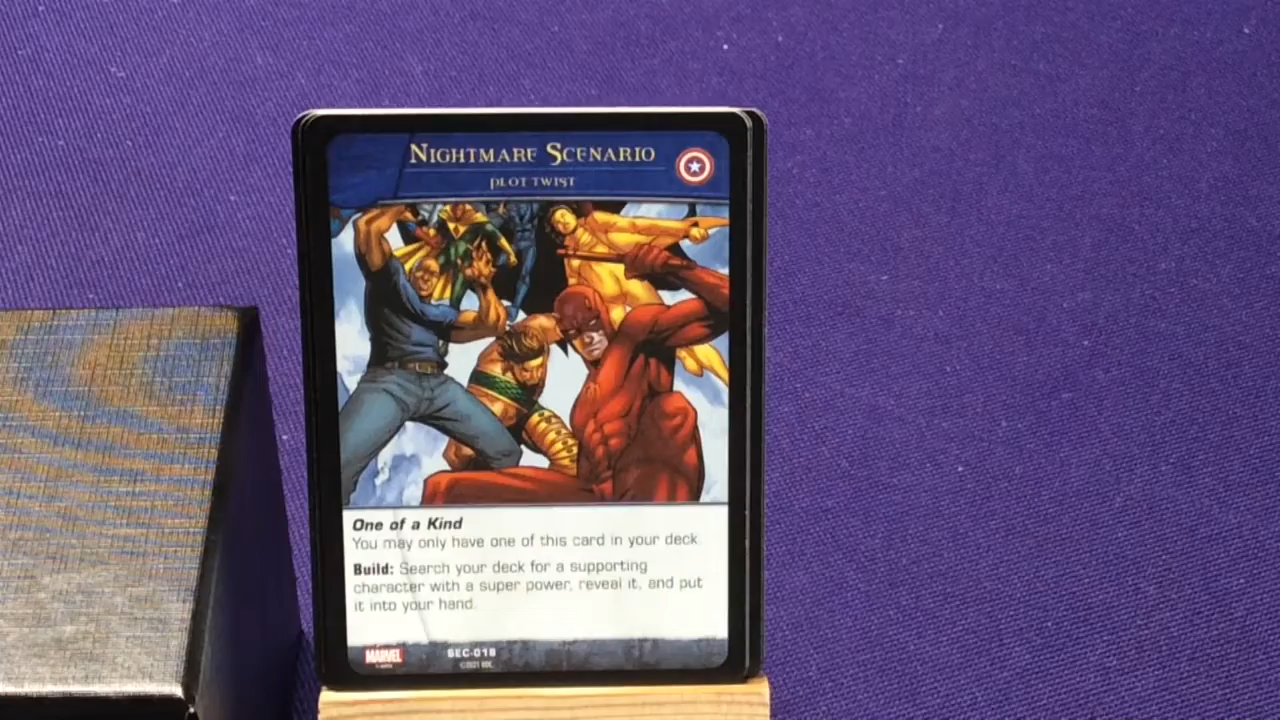 NIGHTMARE SCENARIO
PLOT TWIST
One of a Kind
You may only have one of this card in your deck.
Build: Search your deck for a supporting
character with a super power, reveal it, and put
it into your hand.
MARVEL
SEC-018
©2021 UDC